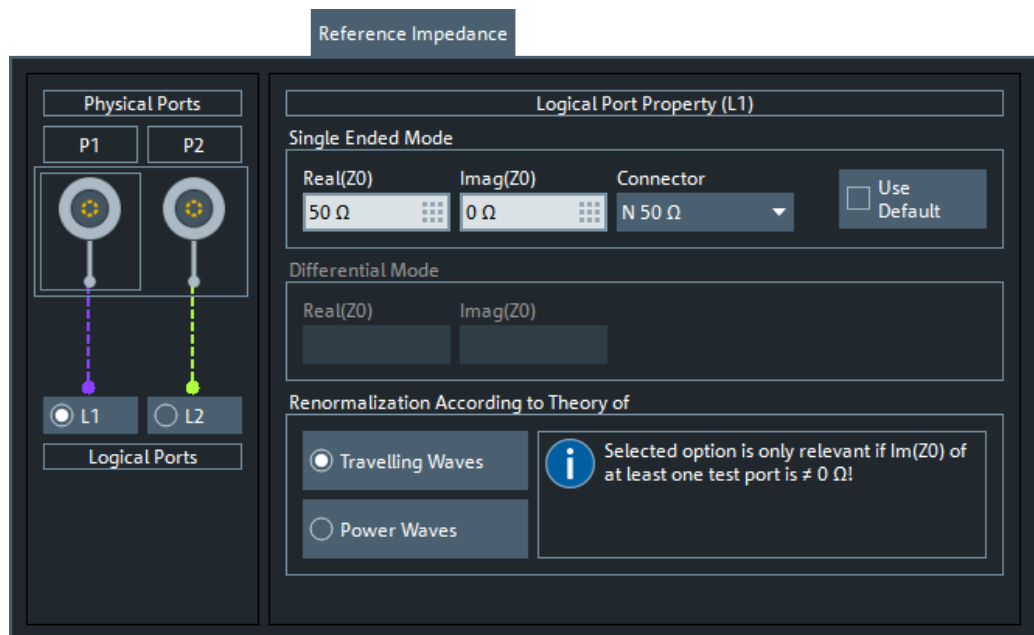 Reference Impedance
Physical Ports
P1
P2
L1
L2
Logical Ports
Logical Port Property (L1)
Single Ended Mode
Real(Z0)
Imag(Z0)
Connector
50 Ω
0 Ω
N 50 Ω
Use
Default
Differential Mode
Real(Z0)
Imag(Z0)
Renormalization According to Theory of
Travelling Waves
Power Waves
i
Selected option is only relevant if Im(Z0) of
at least one test port is ≠ 0 Ω!